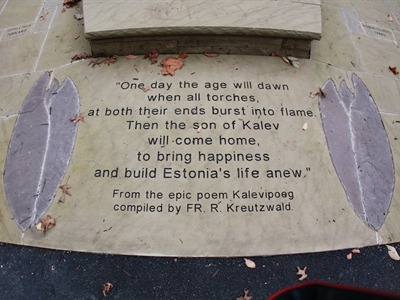 "One day the age will dawn
when all torches,
at both their ends burst into flame.
Then the son of Kalev
will come home,
to bring happiness
and build Estonia's life anew."
From the epic poem Kalevipoeg
compiled by FR. R. Kreutzwald.